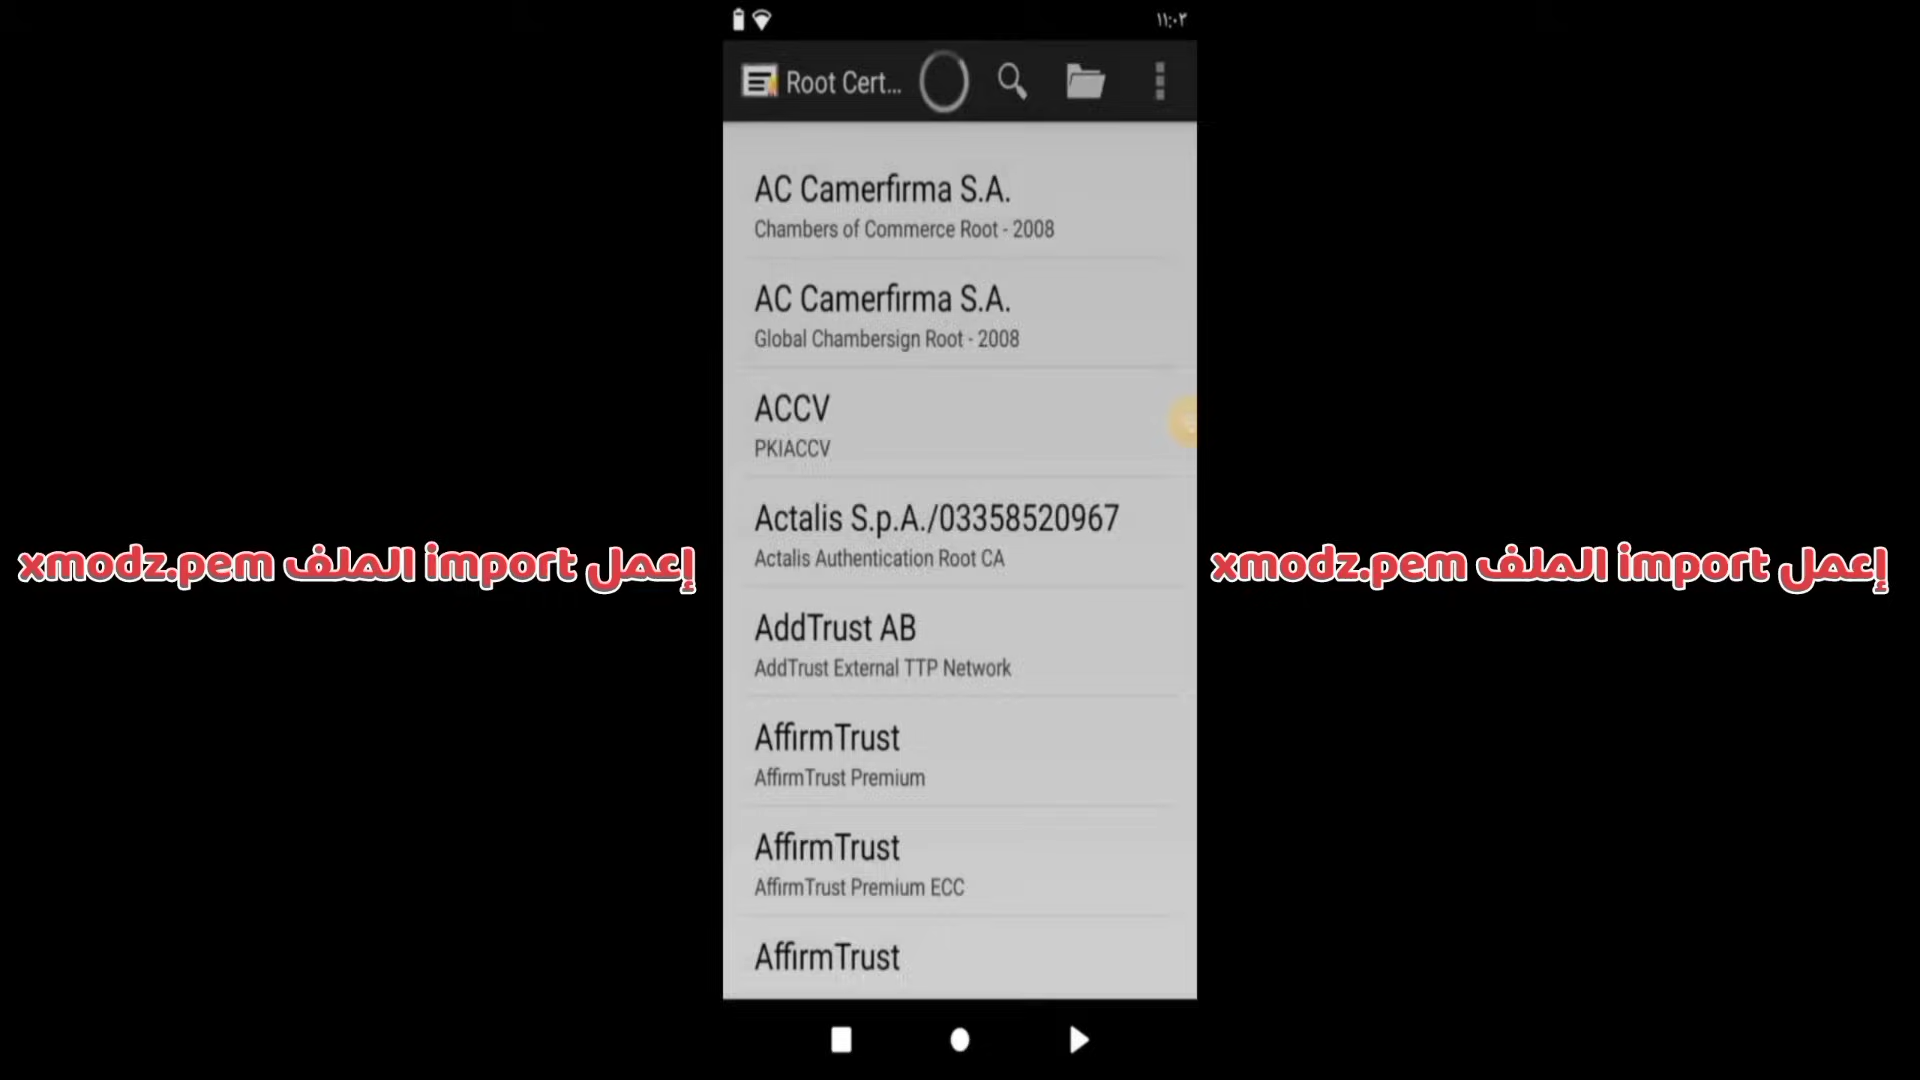 ١١:٠٢
Root Cert...
AC Camerfirma S.A.
Chambers of Commerce Root - 2008
AC Camerfirma S.A.
Global Chambersign Root - 2008
ACCV
PKIACCV
Actalis S.p.A./03358520967
Actalis Authentication Root CA
AddTrust AB
AddTrust External TTP Network
AffirmTrust
AffirmTrust Premium
AffirmTrust
AffirmTrust Premium ECC
AffirmTrust
إعمل import الملف xmodz.pem
إعمل import الملف xmodz.pem